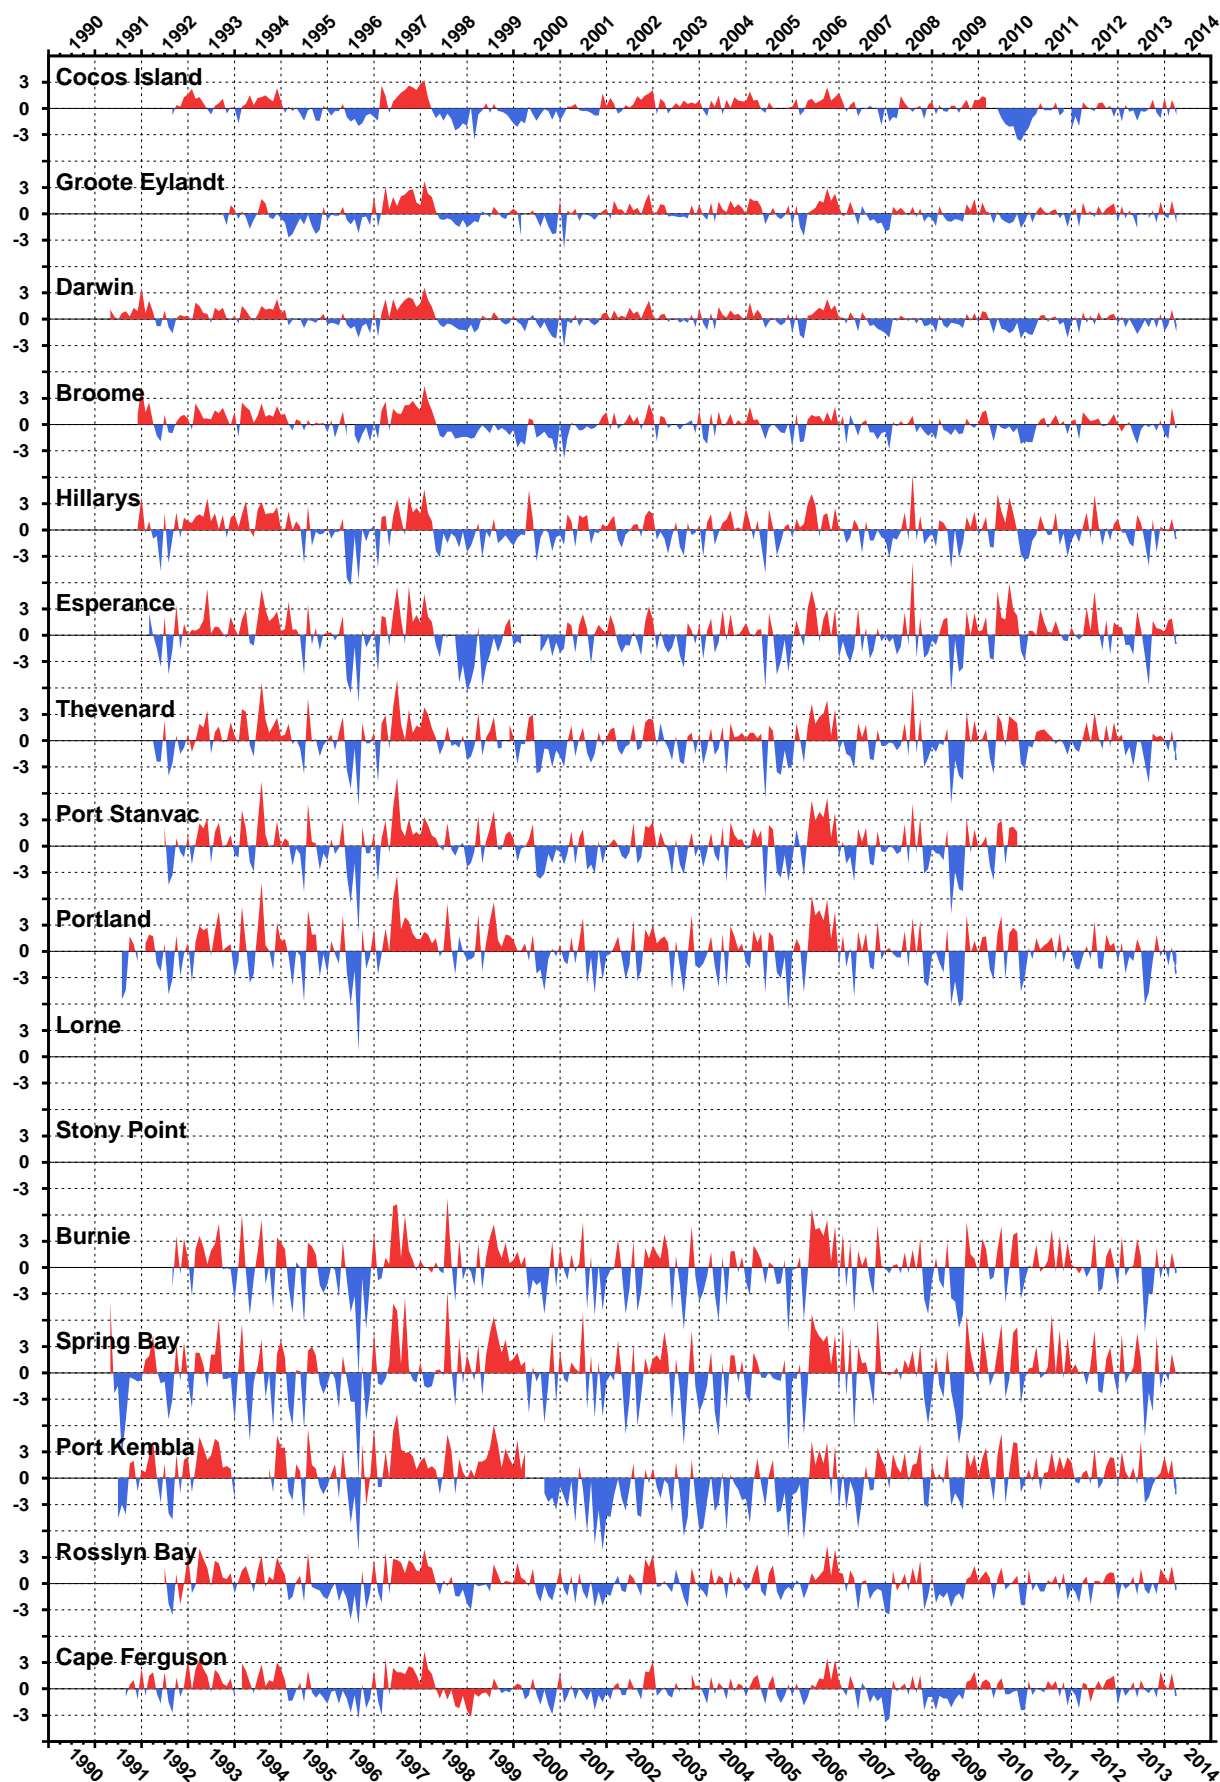 1990 1991 1992 1993 1994 1995 1996 1997 1998 1999 2000 2001 2002 2003 2004 2005 2006 2007 2008 2009 2010 2011 2012 2013 2014
Cocos Island
3
0
-3
Groote Eylandt
3
0
-3
Darwin
3
0
-3
Broome
3
0
-3
Hillarys
3
0
-3
Esperance
3
0
-3
Thevenard
3
0
-3
Port Stanvac
3
0
-3
Portland
3
0
-3
Lorne
3
0
-3
Stony Point
3
0
-3
Burnie
3
0
-3
Spring Bay
3
0
-3
Port Kembla
3
0
-3
Rosslyn Bay
3
0
-3
Cape Ferguson
3
0
-3
1990 1991 1992 1993 1994 1995 1996 1997 1998 1999 2000 2001 2002 2003 2004 2005 2006 2007 2008 2009 2010 2011 2012 2013 2014